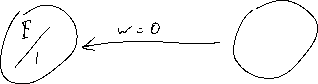 F/1
w = 0